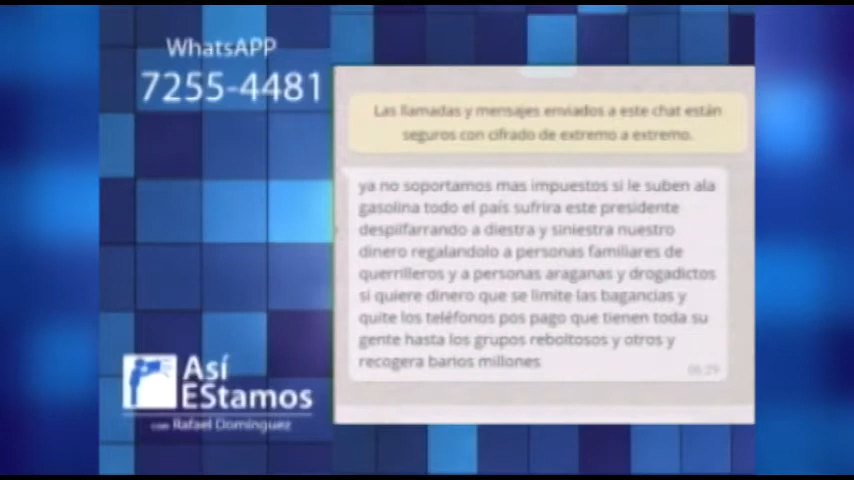 WhatsAPP
7255-4481
Las llamadas y mensajes enviados a este chat están
seguros con cifrado de extremo a extremo.
ya no soportamos mas impuestos si le suben ala
gasolina todo el país sufrira este presidente
despilfarrando a diestra y siniestra nuestro
dinero regalandolo a personas familiares de
querrilleros y a personas araganas y drogadictos
si quiere dinero que se limite las bagancias y
quite los teléfonos pos pago que tienen toda su
gente hasta los grupos reboltosos y otros y
recogera barios millones
06:29
Así
EStamos
con Rafael Domínguez